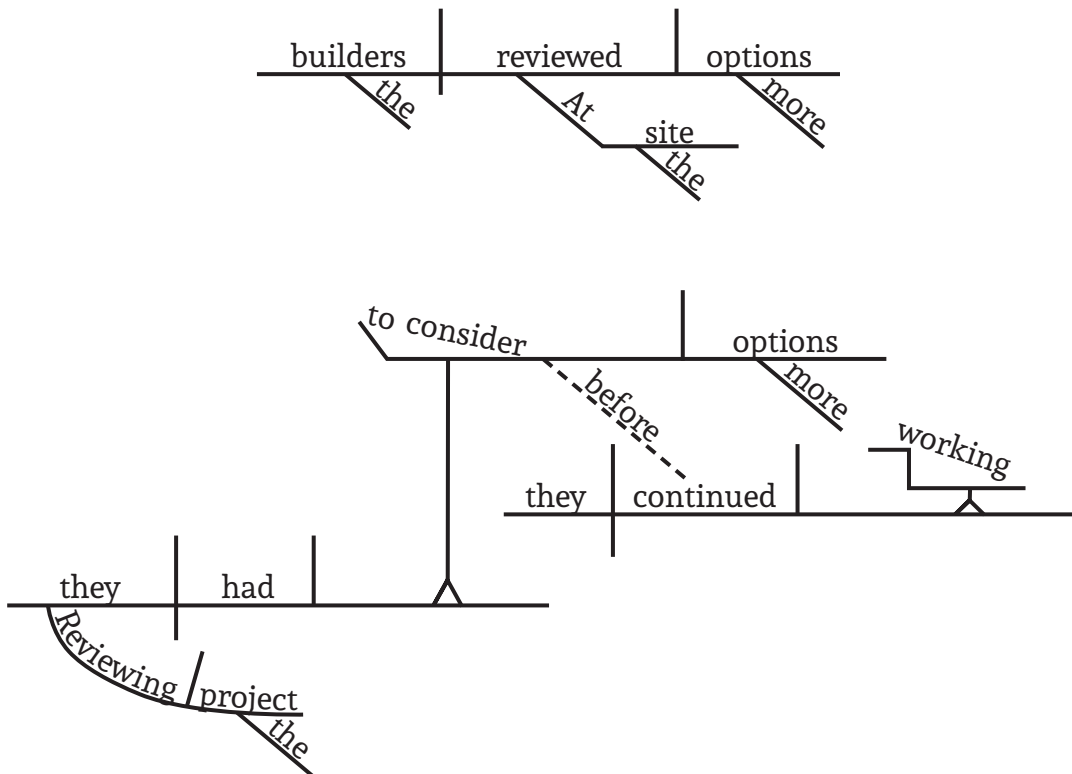 builders reviewed options
the At more
site
the
to consider options
before more
working
they continued
they had
Reviewing project
the